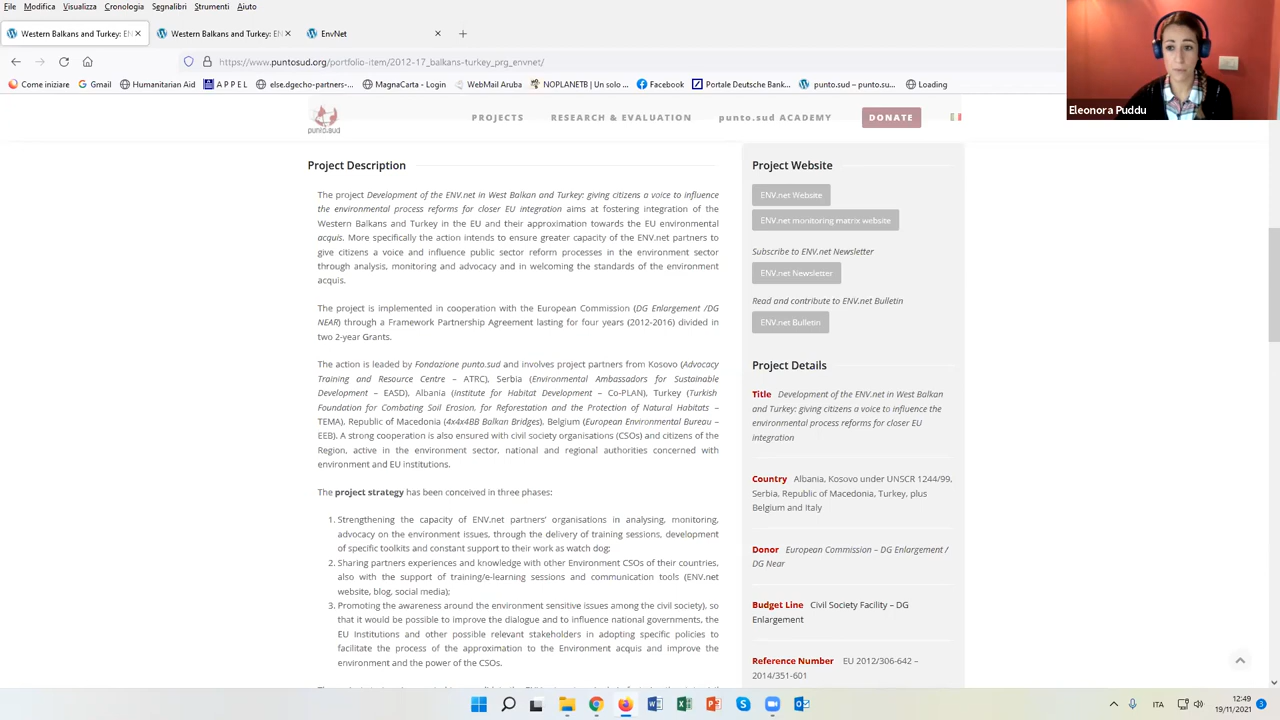 File Modifica Visualizza Cronologia Segnalibri Strumenti Aiuto
Western Balkans and Turkey: EN Western Balkans and Turkey: EN EnvNet
https://www.puntosud.org/portfolio-item/2012-17_balkans-turkey_prg_envnet/
Come iniziare Gmail Humanitarian Aid A P P E L else.dgecho-partners-... MagnaCarta - Login WebMail Aruba NOPLANETB | Un solo ... Facebook Portale Deutsche Bank... punto.sud – punto.su... Loading
Eleonora Puddu
punto.sud
PROJECTS RESEARCH & EVALUATION punto.sud ACADEMY DONATE
Project Description
The project Development of the ENV.net in West Balkan and Turkey: giving citizens a voice to influence
the environmental process reforms for closer EU integration aims at fostering integration of the
Western Balkans and Turkey in the EU and their approximation towards the EU environmental
acquis. More specifically the action intends to ensure greater capacity of the ENV.net partners to
give citizens a voice and influence public sector reform processes in the environment sector
through analysis, monitoring and advocacy and in welcoming the standards of the environment
acquis.
The project is implemented in cooperation with the European Commission (DG Enlargement /DG
NEAR) through a Framework Partnership Agreement lasting for four years (2012-2016) divided in
two 2-year Grants.
The action is leaded by Fondazione punto.sud and involves project partners from Kosovo (Advocacy
Training and Resource Centre – ATRC), Serbia (Environmental Ambassadors for Sustainable
Development – EASD), Albania (Institute for Habitat Development – Co-PLAN), Turkey (Turkish
Foundation for Combating Soil Erosion, for Reforestation and the Protection of Natural Habitats –
TEMA), Republic of Macedonia (4x4x4BB Balkan Bridges), Belgium (European Environmental Bureau –
EEB). A strong cooperation is also ensured with civil society organisations (CSOs) and citizens of the
Region, active in the environment sector, national and regional authorities concerned with
environment and EU institutions.
The project strategy has been conceived in three phases:
1. Strengthening the capacity of ENV.net partners' organisations in analysing, monitoring,
advocacy on the environment issues, through the delivery of training sessions, development
of specific toolkits and constant support to their work as watch dog;
2. Sharing partners experiences and knowledge with other Environment CSOs of their countries,
also with the support of training/e-learning sessions and communication tools (ENV.net
website, blog, social media);
3. Promoting the awareness around the environment sensitive issues among the civil society), so
that it would be possible to improve the dialogue and to influence national governments, the
EU Institutions and other possible relevant stakeholders in adopting specific policies to
facilitate the process of the approximation to the Environment acquis and improve the
environment and the power of the CSOs.
Project Website
ENV.net Website
ENV.net monitoring matrix website
Subscribe to ENV.net Newsletter
ENV.net Newsletter
Read and contribute to ENV.net Bulletin
ENV.net Bulletin
Project Details
Title Development of the ENV.net in West Balkan
and Turkey: giving citizens a voice to influence the
environmental process reforms for closer EU
integration
Country Albania, Kosovo under UNSCR 1244/99,
Serbia, Republic of Macedonia, Turkey, plus
Belgium and Italy
Donor European Commission – DG Enlargement /
DG Near
Budget Line Civil Society Facility – DG
Enlargement
Reference Number EU 2012/306-642 –
2014/351-601
ITA
12:49
19/11/2021
3